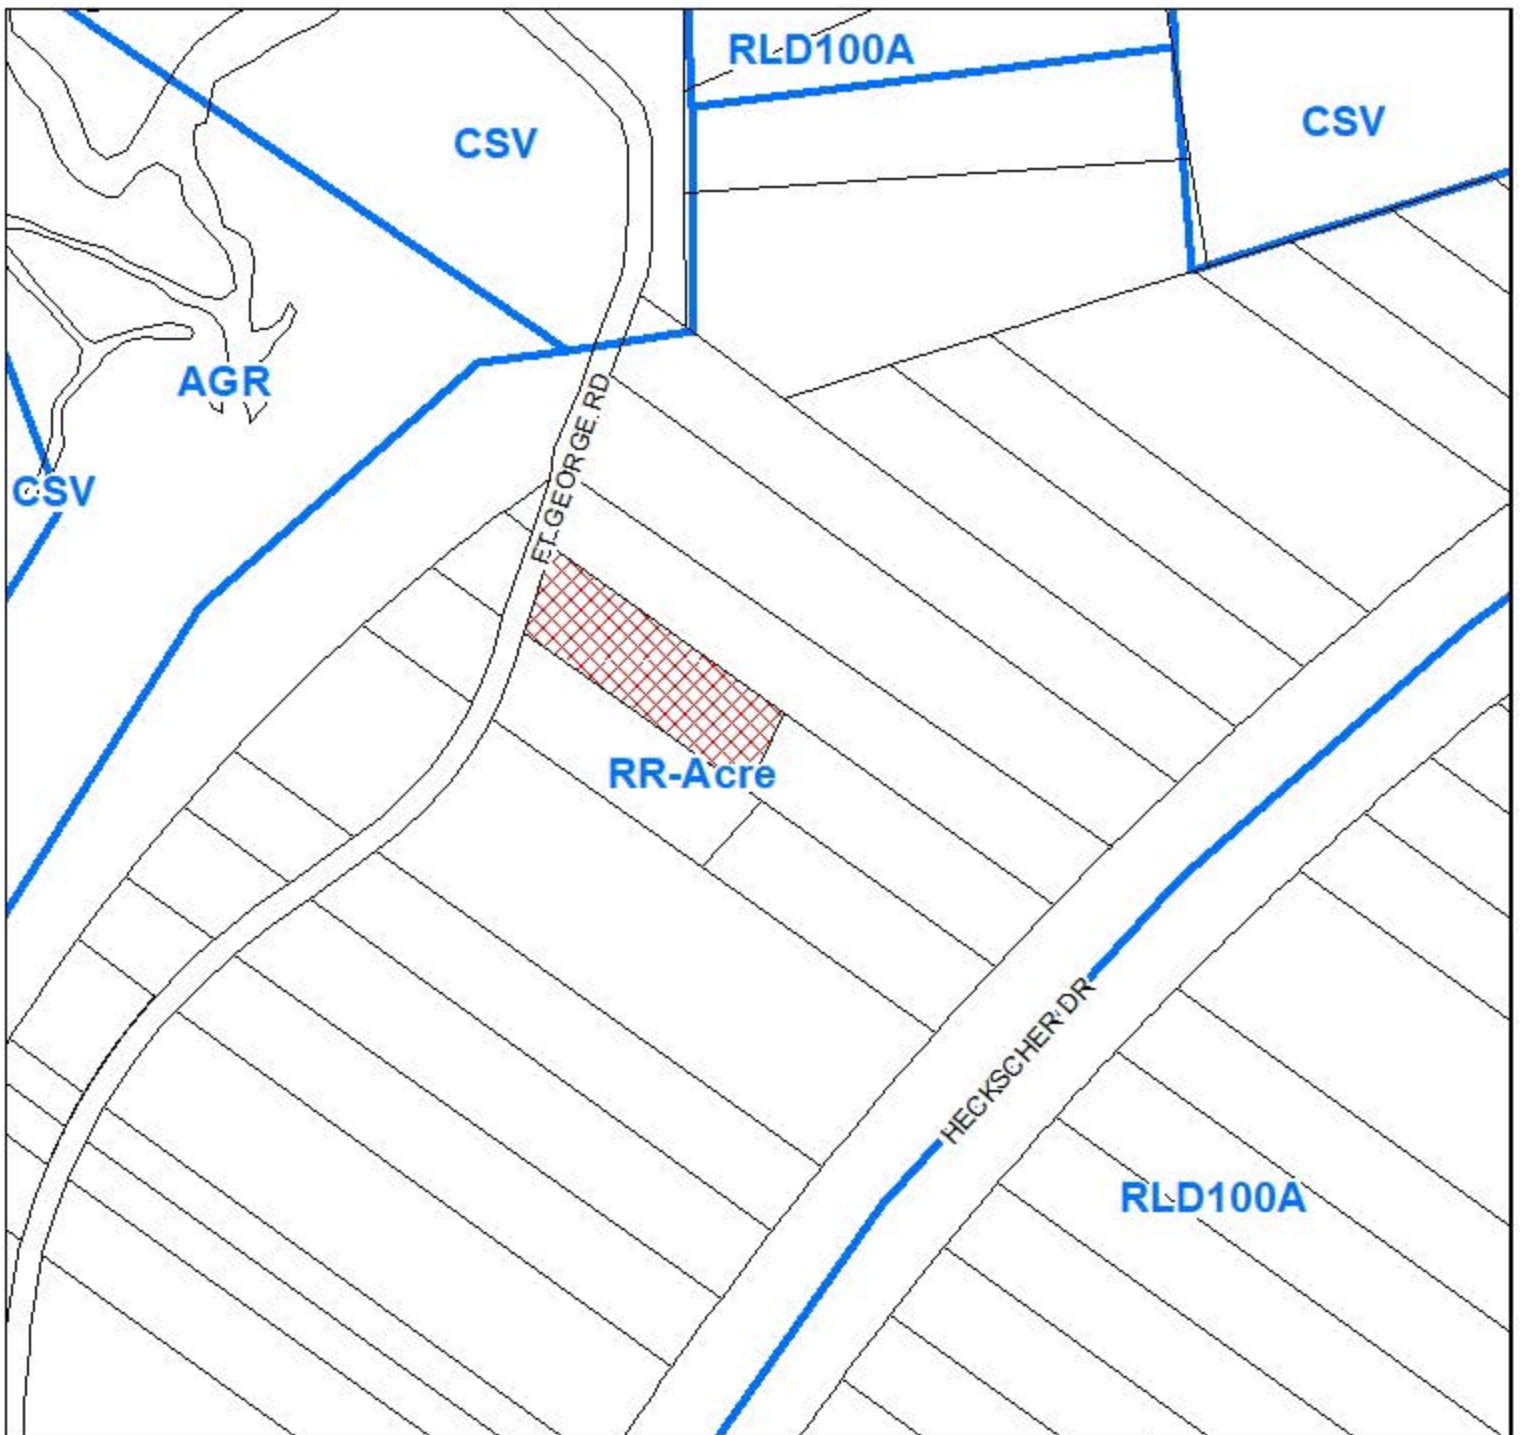 RLD100A
CSV
CSV
AGR
FT. GEORGE RD
CSV
RR-Acre
HECKSCHER DR
RLD100A